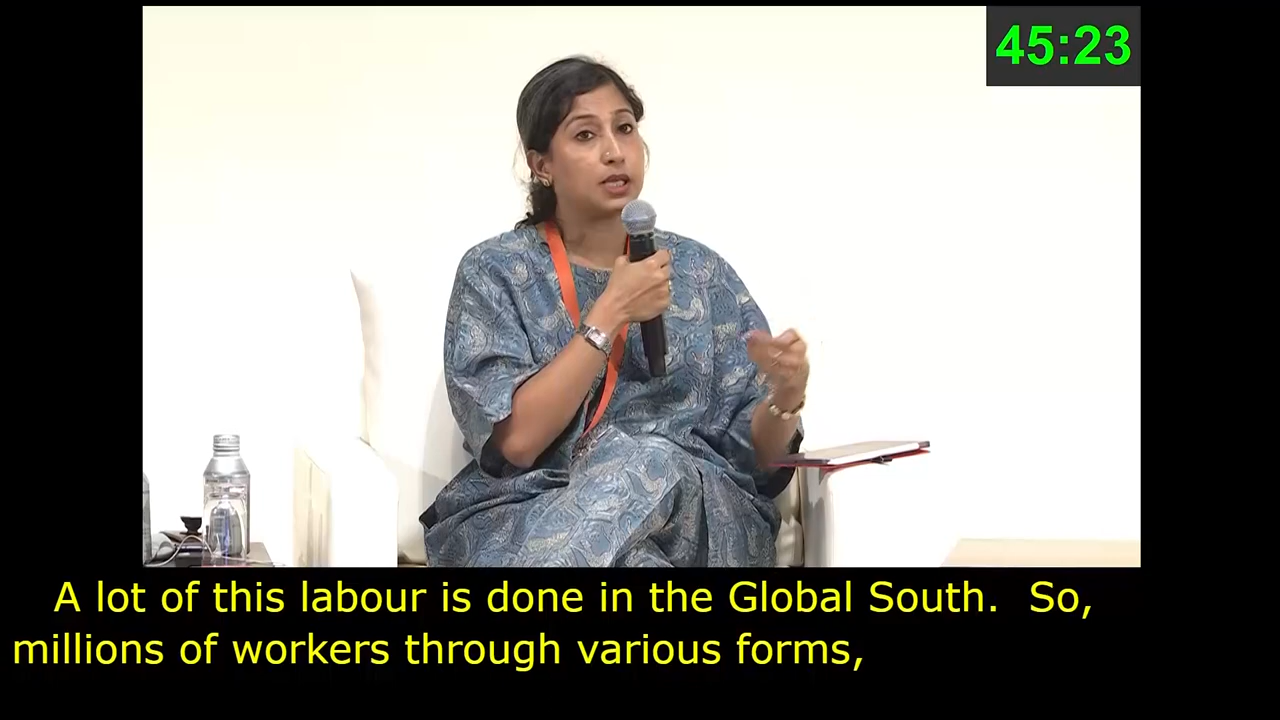 45:23
A lot of this labour is done in the Global South.  So,
millions of workers through various forms,